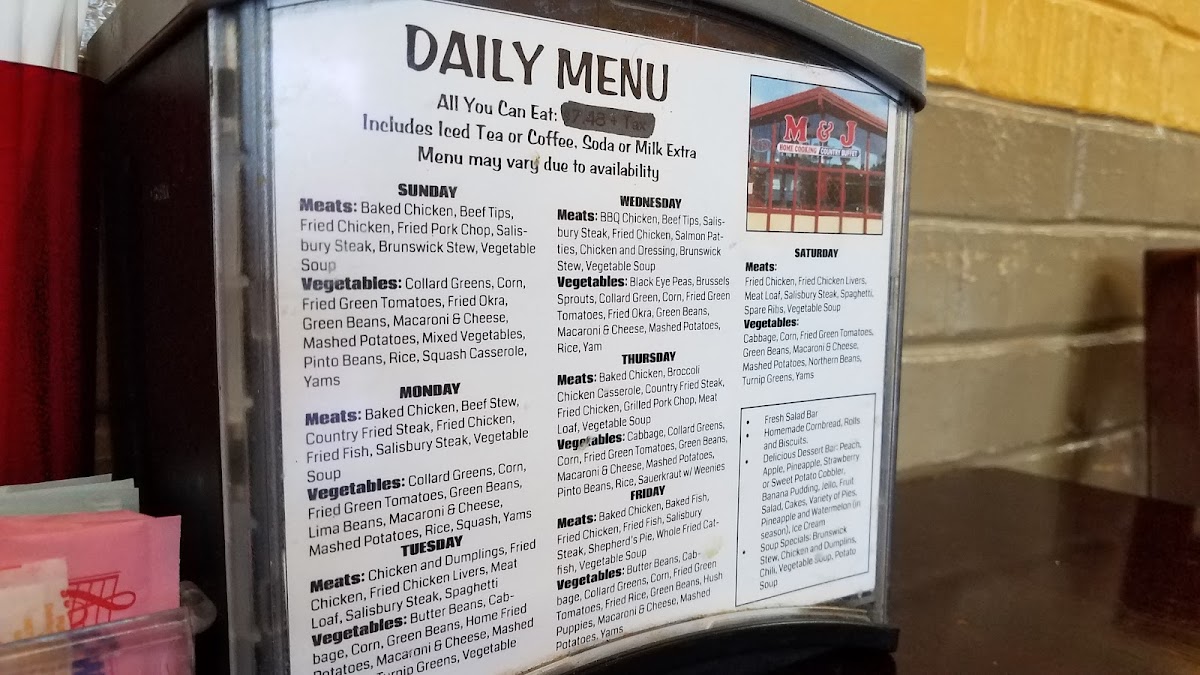 DAILY MENU
All You Can Eat: $7.48 + Tax
Includes Iced Tea or Coffee, Soda or Milk Extra
Menu may vary due to availability
SUNDAY
Meats: Baked Chicken, Beef Tips,
Fried Chicken, Fried Pork Chop, Salis-
bury Steak, Brunswick Stew, Vegetable
Soup
Vegetables: Collard Greens, Corn,
Fried Green Tomatoes, Fried Okra,
Green Beans, Macaroni & Cheese,
Mashed Potatoes, Mixed Vegetables,
Pinto Beans, Rice, Squash Casserole,
Yams
MONDAY
Meats: Baked Chicken, Beef Stew,
Country Fried Steak, Fried Chicken,
Fried Fish, Salisbury Steak, Vegetable
Soup
Vegetables: Collard Greens, Corn,
Fried Green Tomatoes, Green Beans,
Lima Beans, Macaroni & Cheese,
Mashed Potatoes, Rice, Squash, Yams
TUESDAY
Meats: Chicken and Dumplings, Fried
Chicken, Fried Chicken Livers, Meat
Loaf, Salisbury Steak, Spaghetti
Vegetables: Butter Beans, Cab-
bage, Corn, Green Beans, Home Fried
Potatoes, Macaroni & Cheese, Mashed
Turnip Greens, Vegetable
WEDNESDAY
Meats: BBQ Chicken, Beef Tips, Salis-
bury Steak, Fried Chicken, Salmon Pat-
ties, Chicken and Dressing, Brunswick
Stew, Vegetable Soup
Vegetables: Black Eye Peas, Brussels
Sprouts, Collard Green, Corn, Fried Green
Tomatoes, Fried Okra, Green Beans,
Macaroni & Cheese, Mashed Potatoes,
Rice, Yam
THURSDAY
Meats: Baked Chicken, Broccoli
Chicken Casserole, Country Fried Steak,
Fried Chicken, Grilled Pork Chop, Meat
Loaf, Vegetable Soup
Vegetables: Cabbage, Collard Greens,
Corn, Fried Green Tomatoes, Green Beans,
Macaroni & Cheese, Mashed Potatoes,
Pinto Beans, Rice, Sauerkraut w/ Weenies
FRIDAY
Meats: Baked Chicken, Baked Fish,
Fried Chicken, Fried Fish, Salisbury
Steak, Shepherd's Pie, Whole Fried Cat-
fish, Vegetable Soup
Vegetables: Butter Beans, Cab-
bage, Collard Greens, Corn, Fried Green
Tomatoes, Fried Rice, Green Beans, Hush
Puppies, Macaroni & Cheese, Mashed
Potatoes, Yams
M & J
HOME COOKING COUNTRY BUFFET
SATURDAY
Meats:
Fried Chicken, Fried Chicken Livers,
Meat Loaf, Salisbury Steak, Spaghetti,
Spare Ribs, Vegetable Soup
Vegetables:
Cabbage, Corn, Fried Green Tomatoes,
Green Beans, Macaroni & Cheese,
Mashed Potatoes, Northern Beans,
Turnip Greens, Yams
• Fresh Salad Bar
• Homemade Cornbread, Rolls
and Biscuits.
• Delicious Dessert Bar: Peach,
Apple, Pineapple, Strawberry
or Sweet Potato Cobbler,
Banana Pudding, Jello, Fruit
Salad, Cakes, Variety of Pies,
Pineapple and Watermelon (in
season), Ice Cream
• Soup Specials: Brunswick
Stew, Chicken and Dumplins,
Chili, Vegetable Soup, Potato
Soup